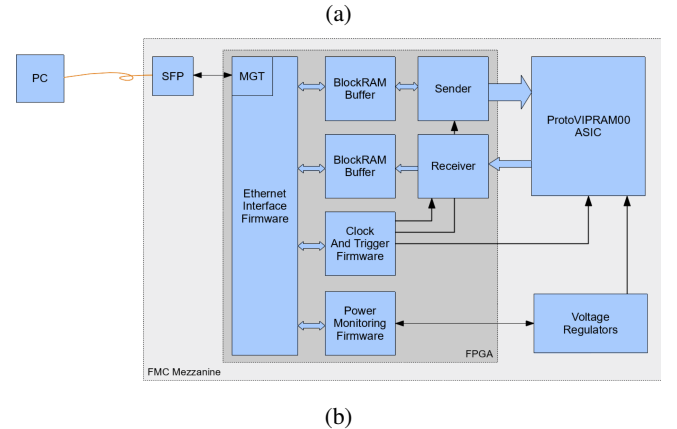 (a)
PC
SFP
MGT
BlockRAM
Buffer
Sender
ProtoVIPRAM00
ASIC
BlockRAM
Buffer
Receiver
Ethernet
Interface
Firmware
Clock
And Trigger
Firmware
Power
Monitoring
Firmware
Voltage
Regulators
FPGA
FMC Mezzanine
(b)